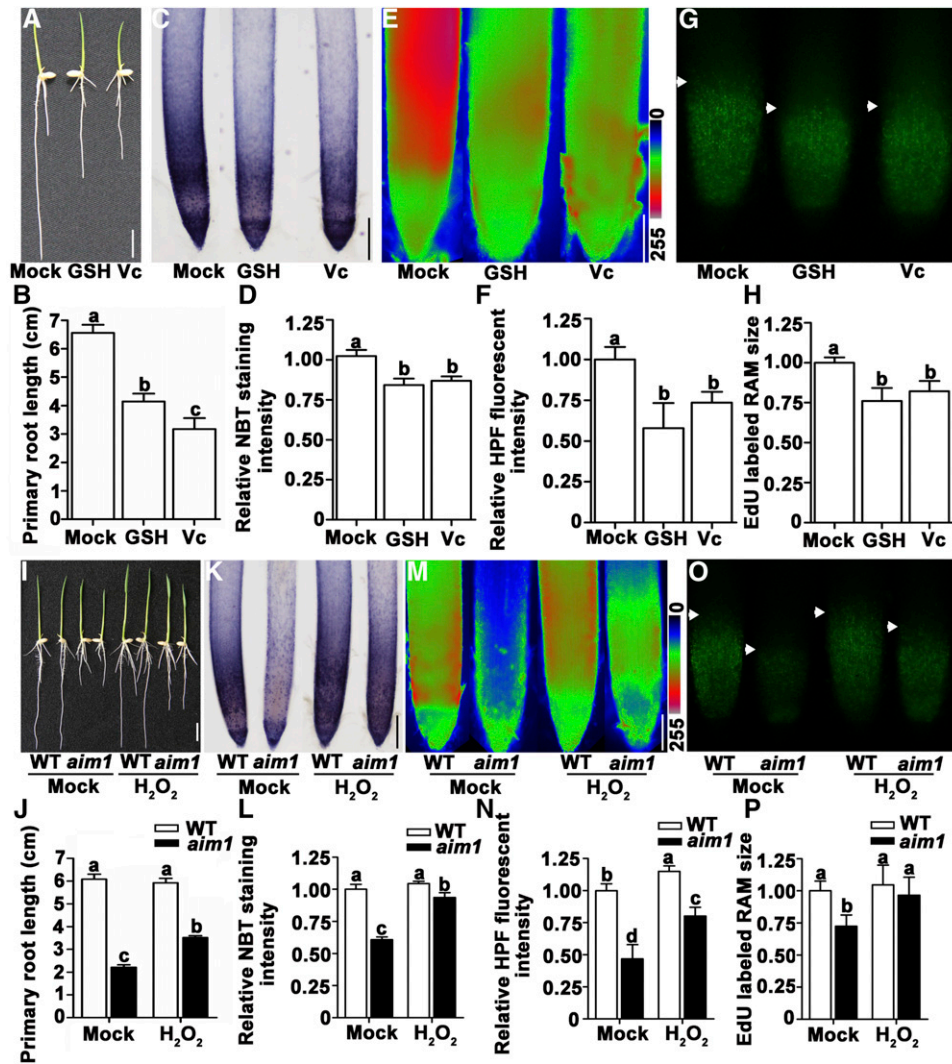 A
C
E
G
0
255
Mock GSH Vc
Mock GSH Vc
Mock GSH Vc
Mock GSH Vc
B
Primary root length (cm)
7
6
5
4
3
2
1
0
a
b
c
Mock GSH Vc
D
Relative NBT staining
intensity
1.25
1.00
0.75
0.50
0.25
0
a
b
b
Mock GSH Vc
F
Relative HPF fluorescent
intensity
1.25
1.00
0.75
0.50
0.25
0
a
b
b
Mock GSH Vc
H
EdU labeled RAM size
1.25
1.00
0.75
0.50
0.25
0
a
b
b
Mock GSH Vc
I
K
M
O
0
255
WT aim1 WT aim1
Mock H₂O₂
WT aim1 WT aim1
Mock H₂O₂
WT aim1 WT aim1
Mock H₂O₂
WT aim1 WT aim1
Mock H₂O₂
J
WT
aim1
Primary root length (cm)
7
6
5
4
3
2
1
0
a
c
a
b
Mock H₂O₂
L
WT
aim1
Relative NBT staining
intensity
1.25
1.00
0.75
0.50
0.25
0
a
c
a
b
Mock H₂O₂
N
WT
aim1
Relative HPF fluorescent
intensity
1.25
1.00
0.75
0.50
0.25
0
b
d
a
c
Mock H₂O₂
P
WT
aim1
EdU labeled RAM size
1.25
1.00
0.75
0.50
0.25
0
a
b
a
a
Mock H₂O₂